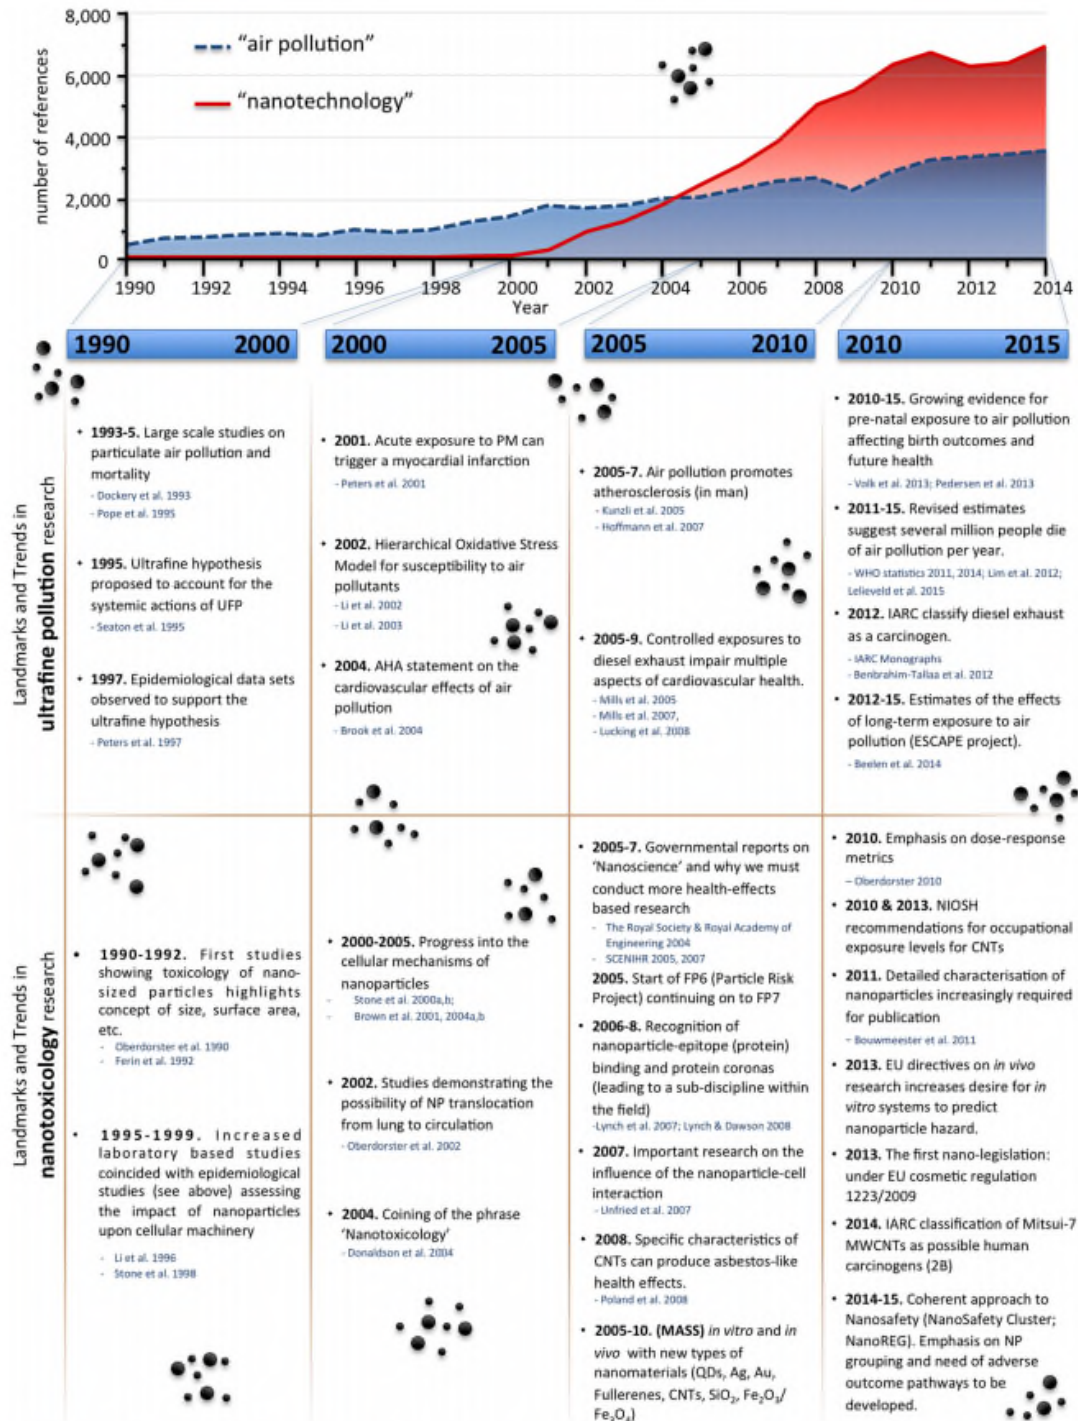 8,000
6,000
4,000
2,000
0
number of references
"air pollution"
"nanotechnology"
1990
1992
1994
1996
1998
2000
2002
2004
2006
2008
2010
2012
2014
Year
1990 2000
2000 2005
2005 2010
2010 2015
Landmarks and Trends in
ultrafine pollution research
• 1993-5. Large scale studies on
particulate air pollution and
mortality
- Dockery et al. 1993
- Pope et al. 1995
• 1995. Ultrafine hypothesis
proposed to account for the
systemic actions of UFP
- Seaton et al. 1995
• 1997. Epidemiological data sets
observed to support the
ultrafine hypothesis
- Peters et al. 1997
• 2001. Acute exposure to PM can
trigger a myocardial infarction
- Peters et al. 2001
• 2002. Hierarchical Oxidative Stress
Model for susceptibility to air
pollutants
- Li et al. 2002
- Li et al. 2003
• 2004. AHA statement on the
cardiovascular effects of air
pollution
- Brook et al. 2004
• 2005-7. Air pollution promotes
atherosclerosis (in man)
- Kunzli et al. 2005
- Hoffmann et al. 2007
• 2005-9. Controlled exposures to
diesel exhaust impair multiple
aspects of cardiovascular health.
- Mills et al. 2005
- Mills et al. 2007,
- Lucking et al. 2008
• 2010-15. Growing evidence for
pre-natal exposure to air pollution
affecting birth outcomes and
future health
- Volk et al. 2013; Pedersen et al. 2013
• 2011-15. Revised estimates
suggest several million people die
of air pollution per year.
- WHO statistics 2011, 2014; Lim et al. 2012;
Lelieveld et al. 2015
• 2012. IARC classify diesel exhaust
as a carcinogen.
- IARC Monographs
- Benbrahim-Tallaa et al. 2012
• 2012-15. Estimates of the effects
of long-term exposure to air
pollution (ESCAPE project).
- Beelen et al. 2014
Landmarks and Trends in
nanotoxicology research
• 1990-1992. First studies
showing toxicology of nano-
sized particles highlights
concept of size, surface area,
etc.
- Oberdorster et al. 1990
- Ferin et al. 1992
• 1995-1999. Increased
laboratory based studies
coincided with epidemiological
studies (see above) assessing
the impact of nanoparticles
upon cellular machinery
- Li et al. 1996
- Stone et al. 1998
• 2000-2005. Progress into the
cellular mechanisms of
nanoparticles
- Stone et al. 2000a,b;
- Brown et al. 2001, 2004a,b
• 2002. Studies demonstrating the
possibility of NP translocation
from lung to circulation
-Oberdorster et al. 2002
• 2004. Coining of the phrase
'Nanotoxicology'
- Donaldson et al. 2004
• 2005-7. Governmental reports on
'Nanoscience' and why we must
conduct more health-effects
based research
- The Royal Society & Royal Academy of
Engineering 2004
- SCENIHR 2005, 2007
2005. Start of FP6 (Particle Risk
Project) continuing on to FP7
• 2006-8. Recognition of
nanoparticle-epitope (protein)
binding and protein coronas
(leading to a sub-discipline within
the field)
-Lynch et al. 2007; Lynch & Dawson 2008
• 2007. Important research on the
influence of the nanoparticle-cell
interaction
- Unfried et al. 2007
• 2008. Specific characteristics of
CNTs can produce asbestos-like
health effects.
- Poland et al. 2008
• 2005-10. (MASS) in vitro and in
vivo with new types of
nanomaterials (QDs, Ag, Au,
Fullerenes, CNTs, SiO₂, Fe₂O₃/
Fe₃O₄)
• 2010. Emphasis on dose-response
metrics
– Oberdorster 2010
• 2010 & 2013. NIOSH
recommendations for occupational
exposure levels for CNTs
• 2011. Detailed characterisation of
nanoparticles increasingly required
for publication
– Bouwmeester et al. 2011
• 2013. EU directives on in vivo
research increases desire for in
vitro systems to predict
nanoparticle hazard.
• 2013. The first nano-legislation:
under EU cosmetic regulation
1223/2009
• 2014. IARC classification of Mitsui-7
MWCNTs as possible human
carcinogens (2B)
• 2014-15. Coherent approach to
Nanosafety (NanoSafety Cluster;
NanoREG). Emphasis on NP
grouping and need of adverse
outcome pathways to be
developed.